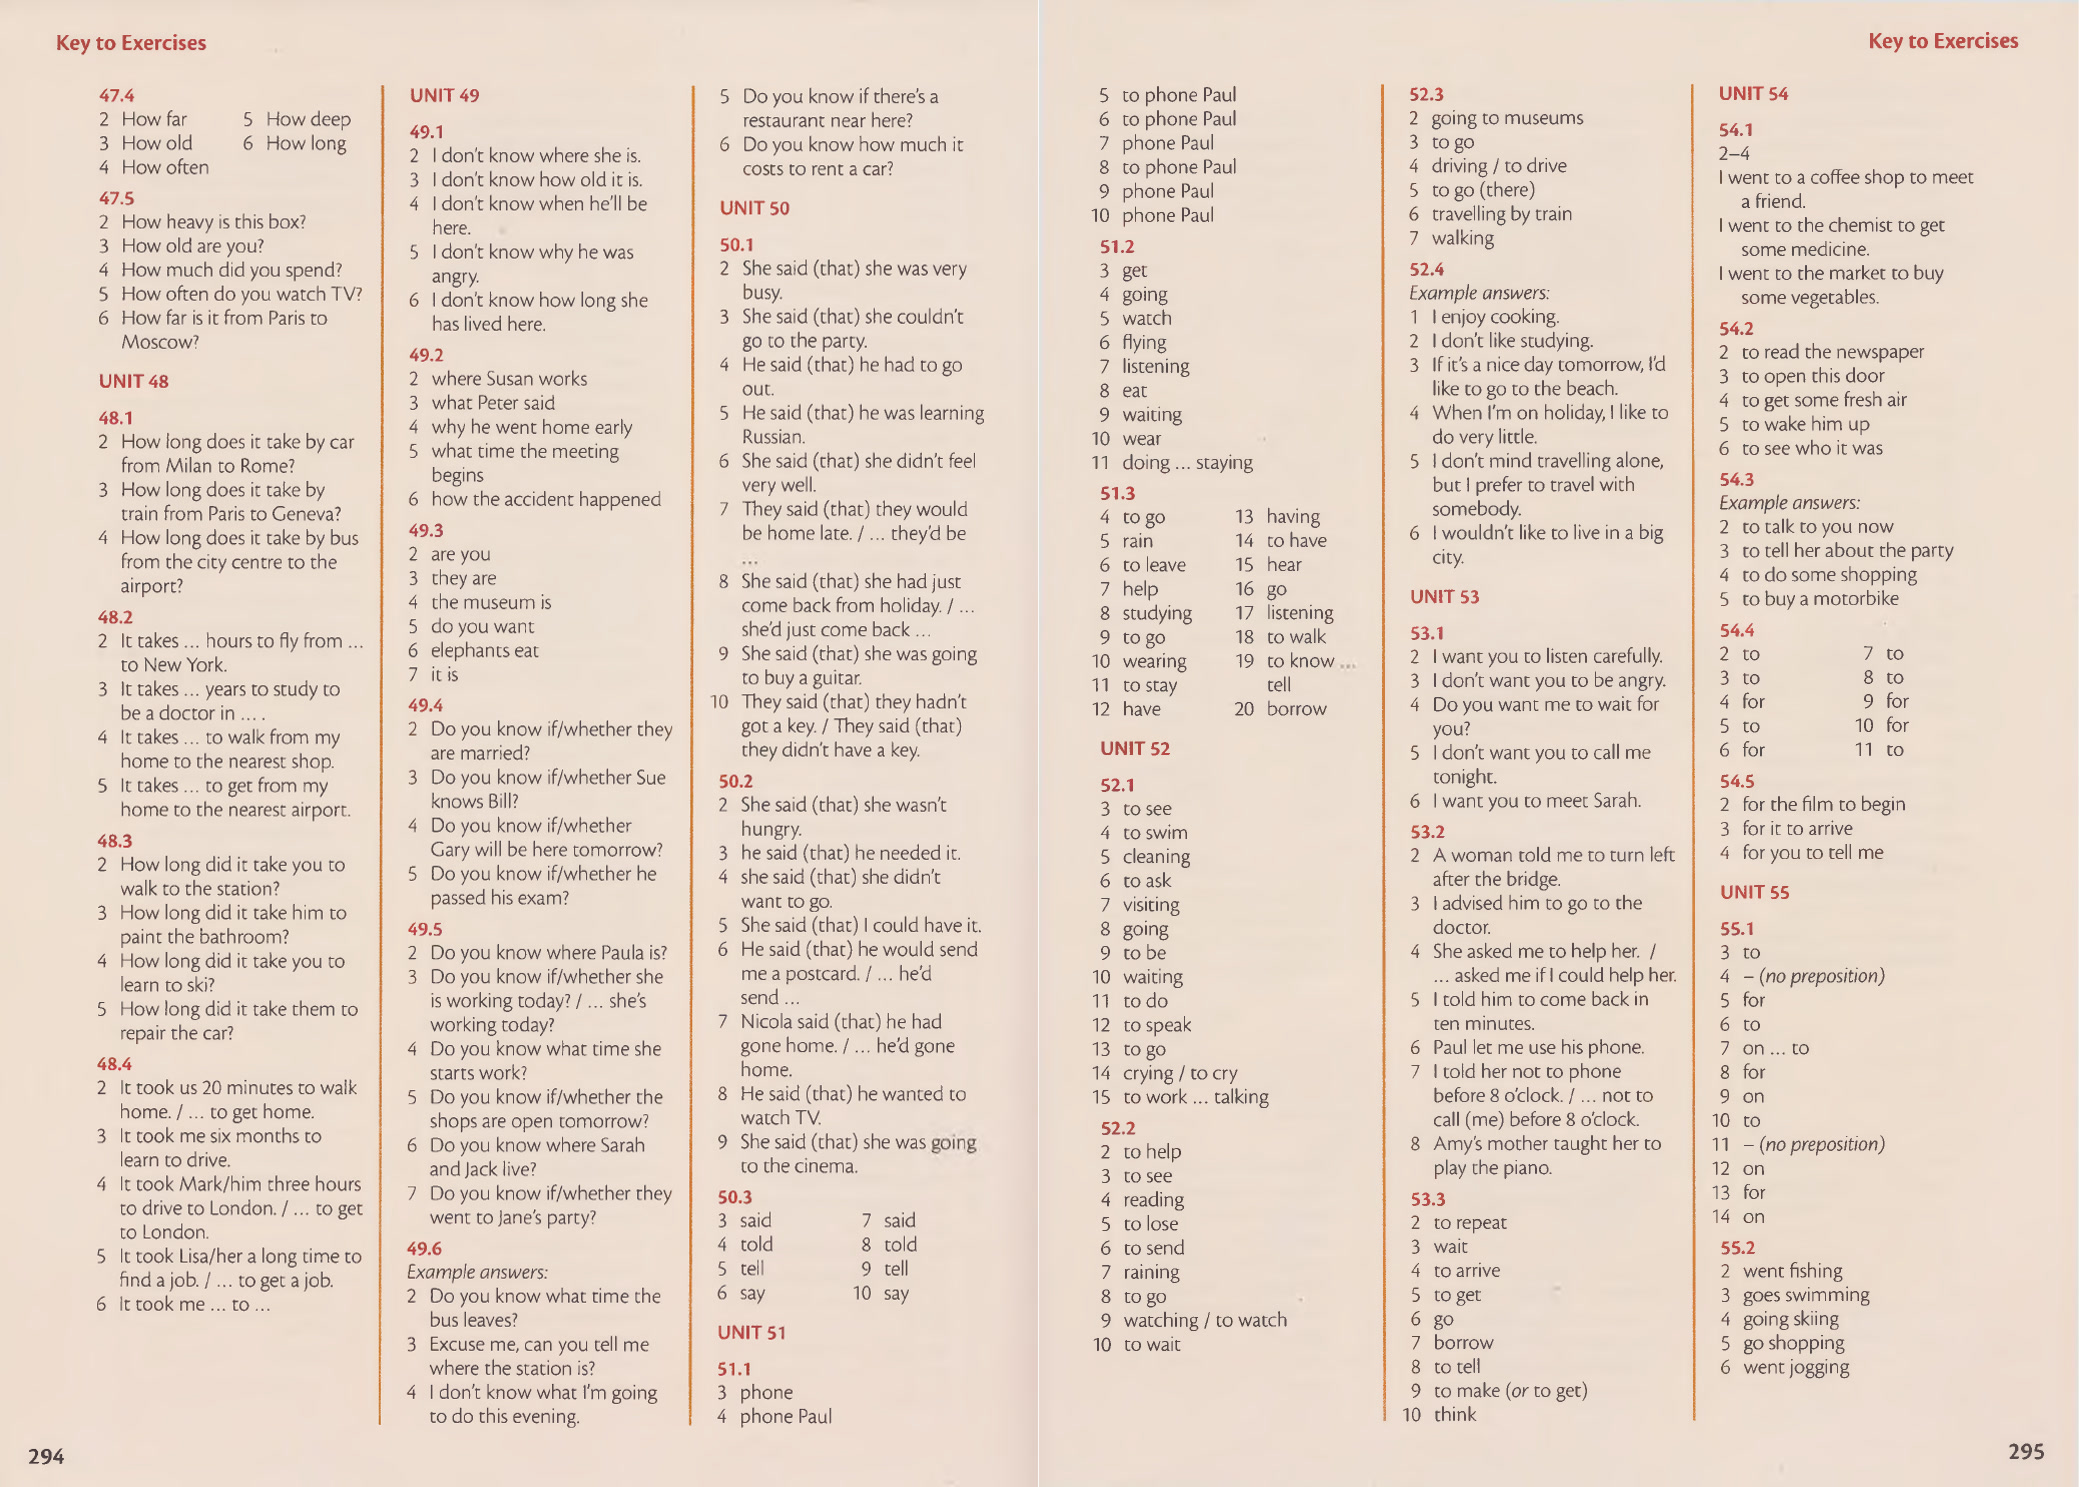 Key to Exercises
47.4
2 How far 5 How deep
3 How old 6 How long
4 How often
47.5
2 How heavy is this box?
3 How old are you?
4 How much did you spend?
5 How often do you watch TV?
6 How far is it from Paris to
Moscow?
UNIT 48
48.1
2 How long does it take by car
from Milan to Rome?
3 How long does it take by
train from Paris to Geneva?
4 How long does it take by bus
from the city centre to the
airport?
48.2
2 It takes ... hours to fly from ...
to New York.
3 It takes ... years to study to
be a doctor in ... .
4 It takes ... to walk from my
home to the nearest shop.
5 It takes ... to get from my
home to the nearest airport.
48.3
2 How long did it take you to
walk to the station?
3 How long did it take him to
paint the bathroom?
4 How long did it take you to
learn to ski?
5 How long did it take them to
repair the car?
48.4
2 It took us 20 minutes to walk
home. / ... to get home.
3 It took me six months to
learn to drive.
4 It took Mark/him three hours
to drive to London. / ... to get
to London.
5 It took Lisa/her a long time to
find a job. / ... to get a job.
6 It took me ... to ...
UNIT 49
49.1
2 I don't know where she is.
3 I don't know how old it is.
4 I don't know when he'll be
here.
5 I don't know why he was
angry.
6 I don't know how long she
has lived here.
49.2
2 where Susan works
3 what Peter said
4 why he went home early
5 what time the meeting
begins
6 how the accident happened
49.3
2 are you
3 they are
4 the museum is
5 do you want
6 elephants eat
7 it is
49.4
2 Do you know if/whether they
are married?
3 Do you know if/whether Sue
knows Bill?
4 Do you know if/whether
Gary will be here tomorrow?
5 Do you know if/whether he
passed his exam?
49.5
2 Do you know where Paula is?
3 Do you know if/whether she
is working today? / ... she's
working today?
4 Do you know what time she
starts work?
5 Do you know if/whether the
shops are open tomorrow?
6 Do you know where Sarah
and Jack live?
7 Do you know if/whether they
went to Jane's party?
49.6
Example answers:
2 Do you know what time the
bus leaves?
3 Excuse me, can you tell me
where the station is?
4 I don't know what I'm going
to do this evening.
5 Do you know if there's a
restaurant near here?
6 Do you know how much it
costs to rent a car?
UNIT 50
50.1
2 She said (that) she was very
busy.
3 She said (that) she couldn't
go to the party.
4 He said (that) he had to go
out.
5 He said (that) he was learning
Russian.
6 She said (that) she didn't feel
very well.
7 They said (that) they would
be home late. / ... they'd be
...
8 She said (that) she had just
come back from holiday. / ...
she'd just come back ...
9 She said (that) she was going
to buy a guitar.
10 They said (that) they hadn't
got a key. / They said (that)
they didn't have a key.
50.2
2 She said (that) she wasn't
hungry.
3 he said (that) he needed it.
4 she said (that) she didn't
want to go.
5 She said (that) I could have it.
6 He said (that) he would send
me a postcard. / ... he'd
send ...
7 Nicola said (that) he had
gone home. / ... he'd gone
home.
8 He said (that) he wanted to
watch TV.
9 She said (that) she was going
to the cinema.
50.3
3 said 7 said
4 told 8 told
5 tell 9 tell
6 say 10 say
UNIT 51
51.1
3 phone
4 phone Paul
294
Key to Exercises
5 to phone Paul
6 to phone Paul
7 phone Paul
8 to phone Paul
9 phone Paul
10 phone Paul
51.2
3 get
4 going
5 watch
6 flying
7 listening
8 eat
9 waiting
10 wear
11 doing ... staying
51.3
4 to go 13 having
5 rain 14 to have
6 to leave 15 hear
7 help 16 go
8 studying 17 listening
9 to go 18 to walk
10 wearing 19 to know ...
11 to stay tell
12 have 20 borrow
UNIT 52
52.1
3 to see
4 to swim
5 cleaning
6 to ask
7 visiting
8 going
9 to be
10 waiting
11 to do
12 to speak
13 to go
14 crying / to cry
15 to work ... talking
52.2
2 to help
3 to see
4 reading
5 to lose
6 to send
7 raining
8 to go
9 watching / to watch
10 to wait
52.3
2 going to museums
3 to go
4 driving / to drive
5 to go (there)
6 travelling by train
7 walking
52.4
Example answers:
1 I enjoy cooking.
2 I don't like studying.
3 If it's a nice day tomorrow, I'd
like to go to the beach.
4 When I'm on holiday, I like to
do very little.
5 I don't mind travelling alone,
but I prefer to travel with
somebody.
6 I wouldn't like to live in a big
city.
UNIT 53
53.1
2 I want you to listen carefully.
3 I don't want you to be angry.
4 Do you want me to wait for
you?
5 I don't want you to call me
tonight.
6 I want you to meet Sarah.
53.2
2 A woman told me to turn left
after the bridge.
3 I advised him to go to the
doctor.
4 She asked me to help her. /
... asked me if I could help her.
5 I told him to come back in
ten minutes.
6 Paul let me use his phone.
7 I told her not to phone
before 8 o'clock. / ... not to
call (me) before 8 o'clock.
8 Amy's mother taught her to
play the piano.
53.3
2 to repeat
3 wait
4 to arrive
5 to get
6 go
7 borrow
8 to tell
9 to make (or to get)
10 think
UNIT 54
54.1
2–4
I went to a coffee shop to meet
a friend.
I went to the chemist to get
some medicine.
I went to the market to buy
some vegetables.
54.2
2 to read the newspaper
3 to open this door
4 to get some fresh air
5 to wake him up
6 to see who it was
54.3
Example answers:
2 to talk to you now
3 to tell her about the party
4 to do some shopping
5 to buy a motorbike
54.4
2 to 7 to
3 to 8 to
4 for 9 for
5 to 10 for
6 for 11 to
54.5
2 for the film to begin
3 for it to arrive
4 for you to tell me
UNIT 55
55.1
3 to
4 – (no preposition)
5 for
6 to
7 on ... to
8 for
9 on
10 to
11 – (no preposition)
12 on
13 for
14 on
55.2
2 went fishing
3 goes swimming
4 going skiing
5 go shopping
6 went jogging
295